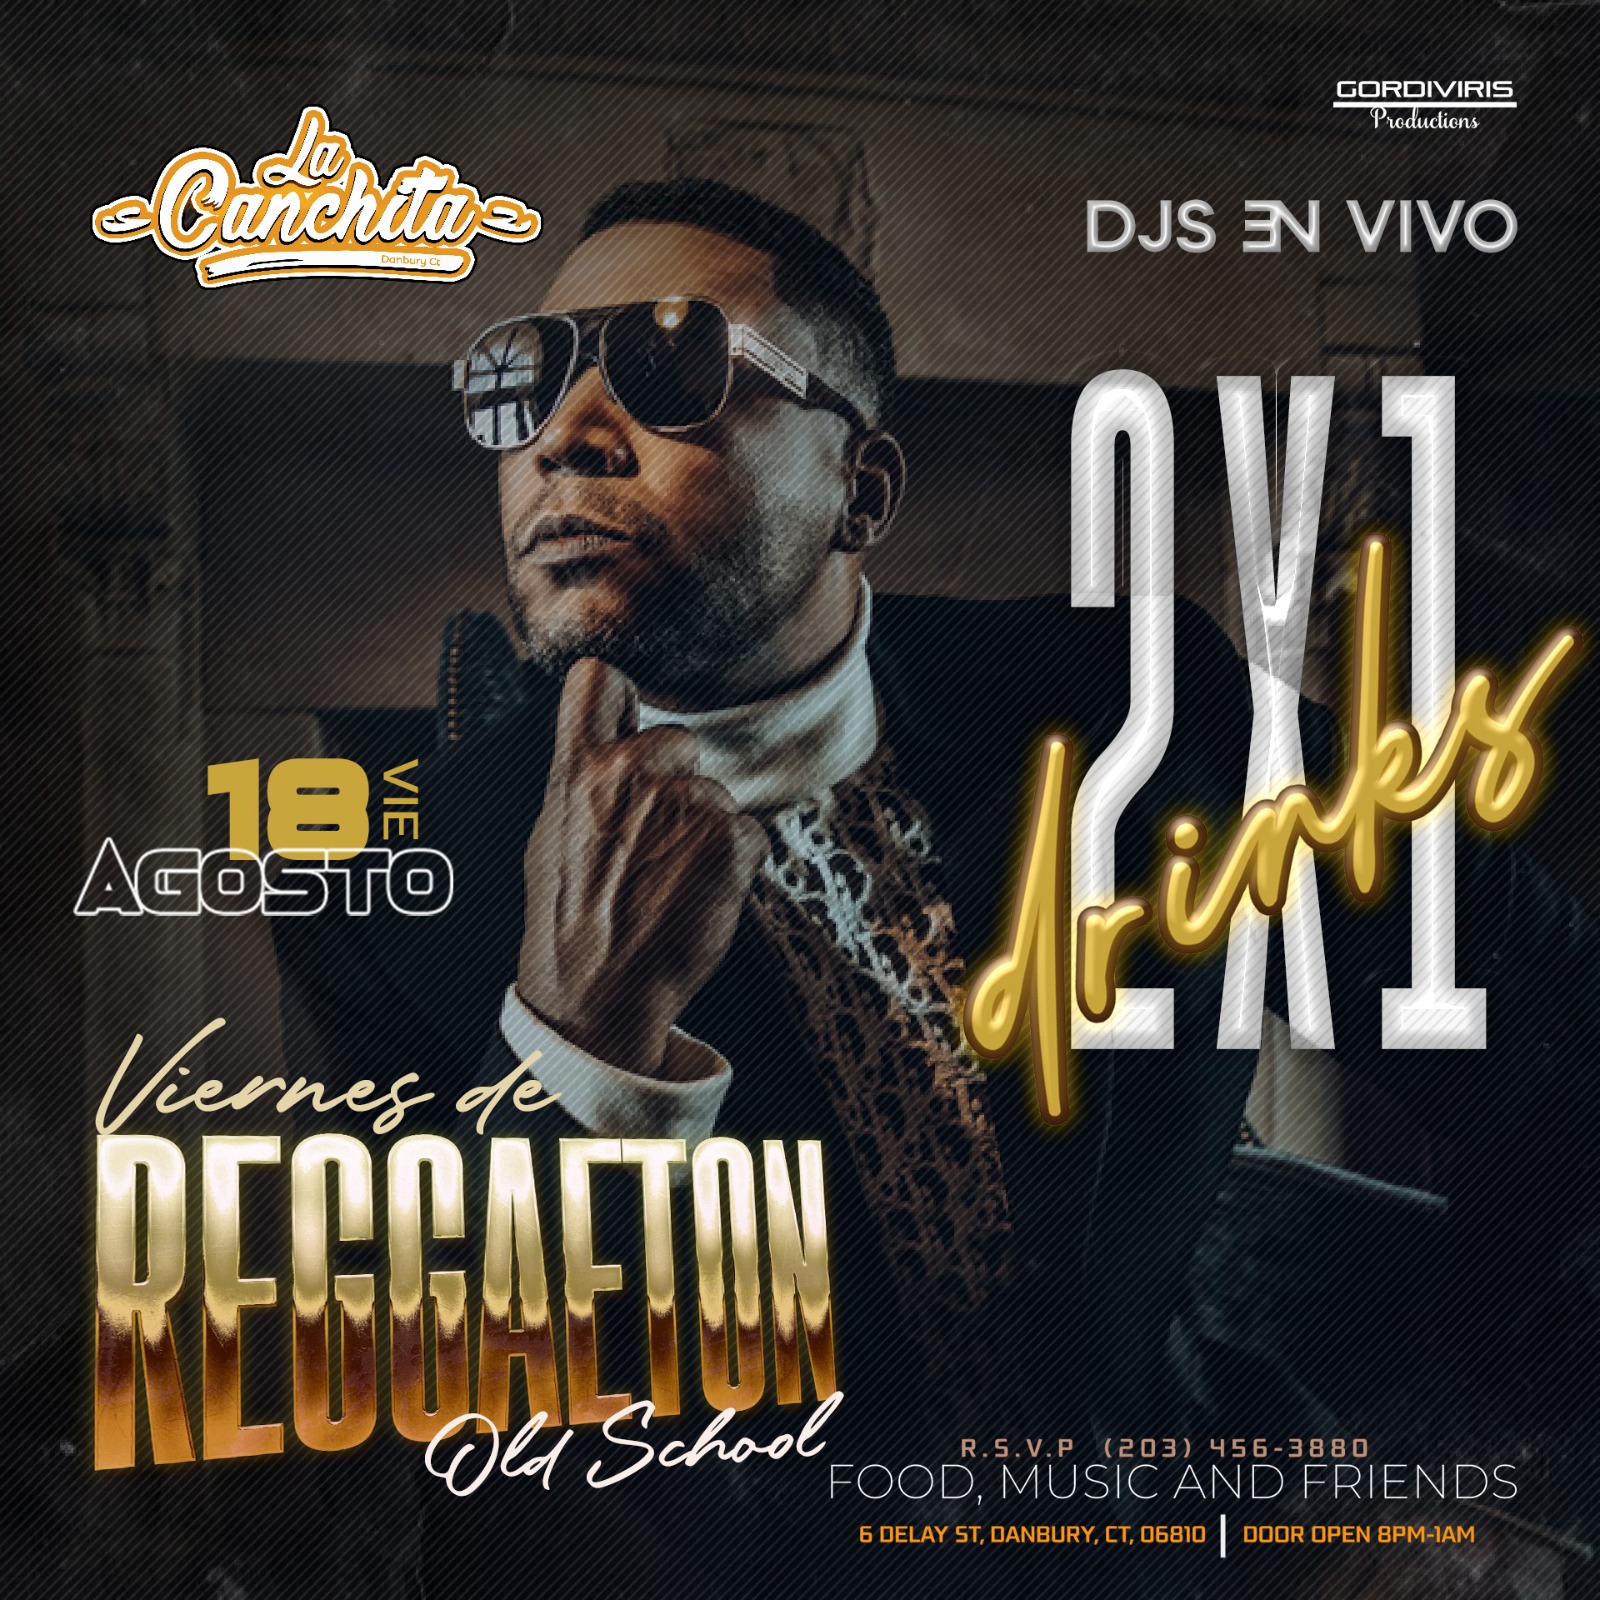 GORDIVIRIS
Productions
La
Canchita
Danbury Ct
DJS EN VIVO
2X1
drinks
18 VIE
AGOSTO
Viernes de
REGGAETON
Old School
R.S.V.P (203) 456-3880
FOOD, MUSIC AND FRIENDS
6 DELAY ST, DANBURY, CT, 06810 | DOOR OPEN 8PM-1AM